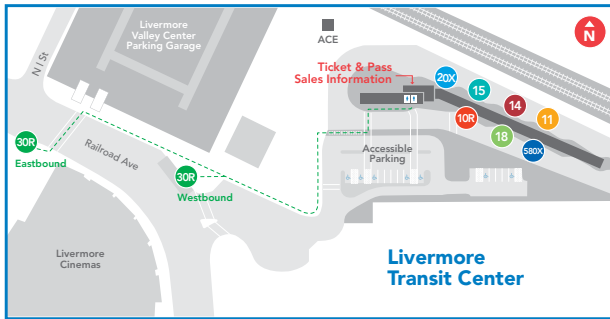 Livermore
Valley Center
Parking Garage
ACE
N
N I St
Ticket & Pass
Sales Information
20X
15
14
11
10R
18
580X
30R
Eastbound
Railroad Ave
30R
Westbound
Accessible
Parking
Livermore
Cinemas
Livermore
Transit Center